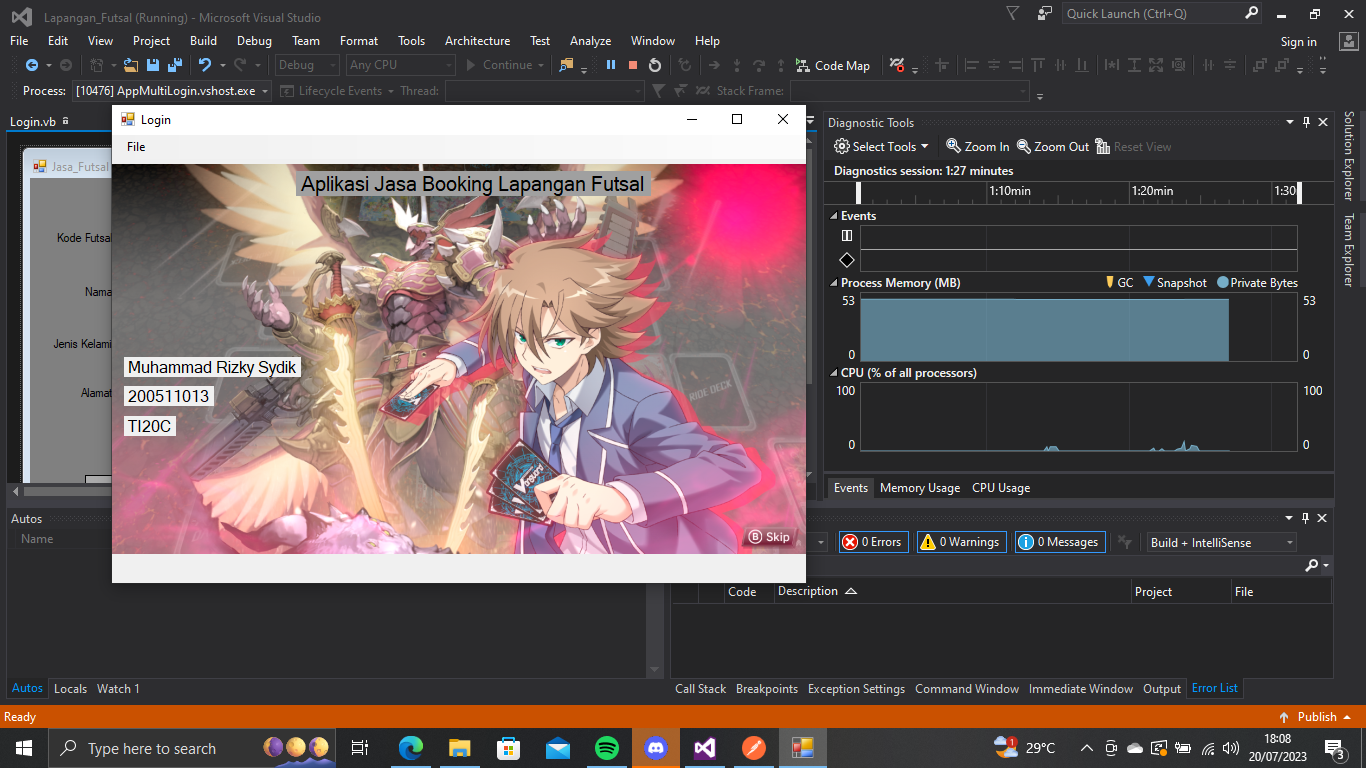 Lapangan_Futsal (Running) - Microsoft Visual Studio
Quick Launch (Ctrl+Q)
File Edit View Project Build Debug Team Format Tools Architecture Test Analyze Window Help
Sign in
Debug Any CPU Continue Code Map
Process: [10476] AppMultiLogin.vshost.exe Lifecycle Events Thread: Stack Frame:
Login.vb
Jasa_Futsal
Kode Futsal
Nama
Jenis Kelami
Alamat
Login
File
Aplikasi Jasa Booking Lapangan Futsal
Muhammad Rizky Sydik
200511013
TI20C
RIDE DECK
Vanguard
B Skip
Diagnostic Tools
Select Tools Zoom In Zoom Out Reset View
Diagnostics session: 1:27 minutes
1:10min 1:20min 1:30
Events
Process Memory (MB) GC Snapshot Private Bytes
53 53
0 0
CPU (% of all processors)
100 100
0 0
Events Memory Usage CPU Usage
Solution Explorer
Team Explorer
Autos
Name
0 Errors 0 Warnings 0 Messages Build + IntelliSense
Code Description Project File
Autos Locals Watch 1
Call Stack Breakpoints Exception Settings Command Window Immediate Window Output Error List
Ready
Publish
Type here to search
1
29°C
18:08
20/07/2023
3